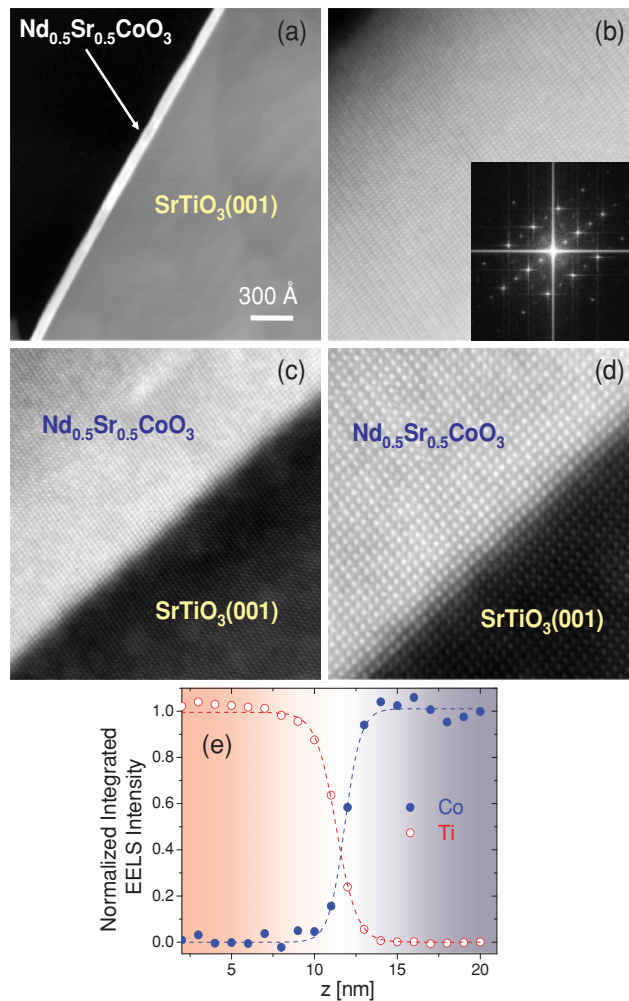 Nd0.5Sr0.5CoO3
(a)
SrTiO3(001)
300 Å
(b)
(c)
Nd0.5Sr0.5CoO3
SrTiO3(001)
(d)
Nd0.5Sr0.5CoO3
SrTiO3(001)
(e)
Normalized Integrated
EELS Intensity
1.0
0.8
0.6
0.4
0.2
0.0
Co
Ti
5
10
15
20
z [nm]